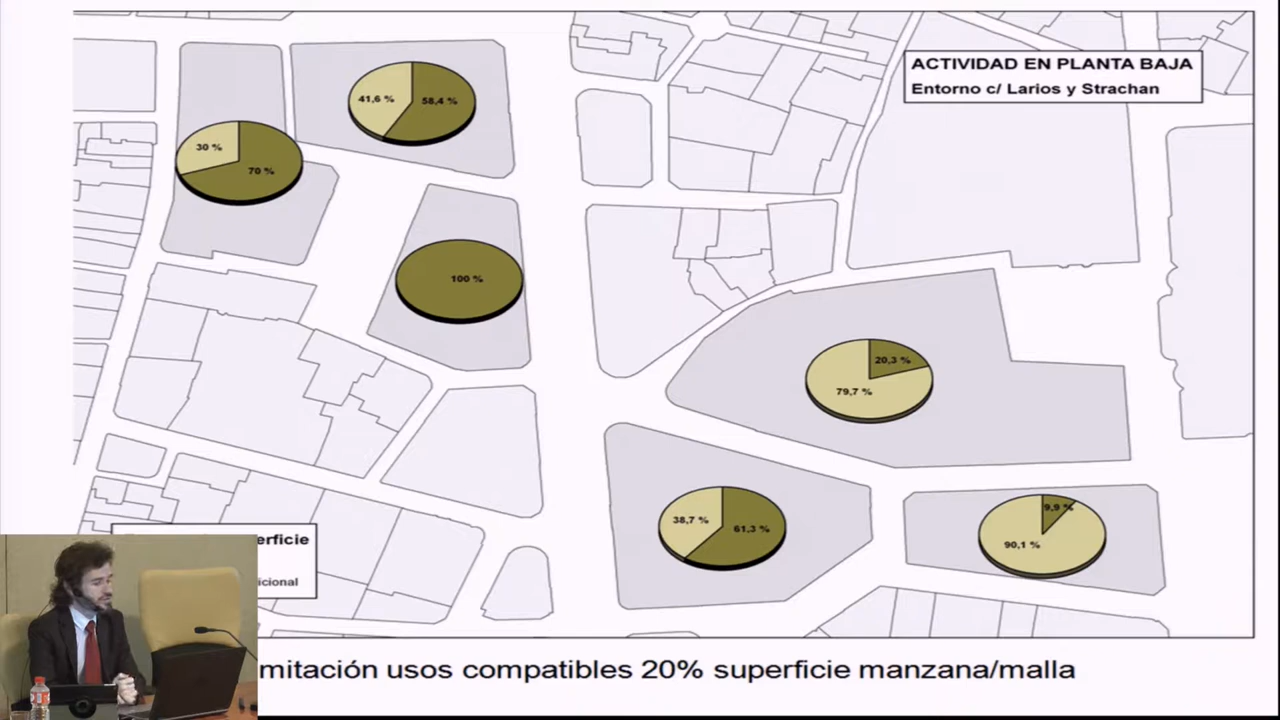 ACTIVIDAD EN PLANTA BAJA
Entorno c/ Larios y Strachan
41,6 %
58,4 %
30 %
70 %
100 %
20,3 %
79,7 %
38,7 %
61,3 %
9,9 %
90,1 %
erficie
icional
mitación usos compatibles 20% superficie manzana/malla